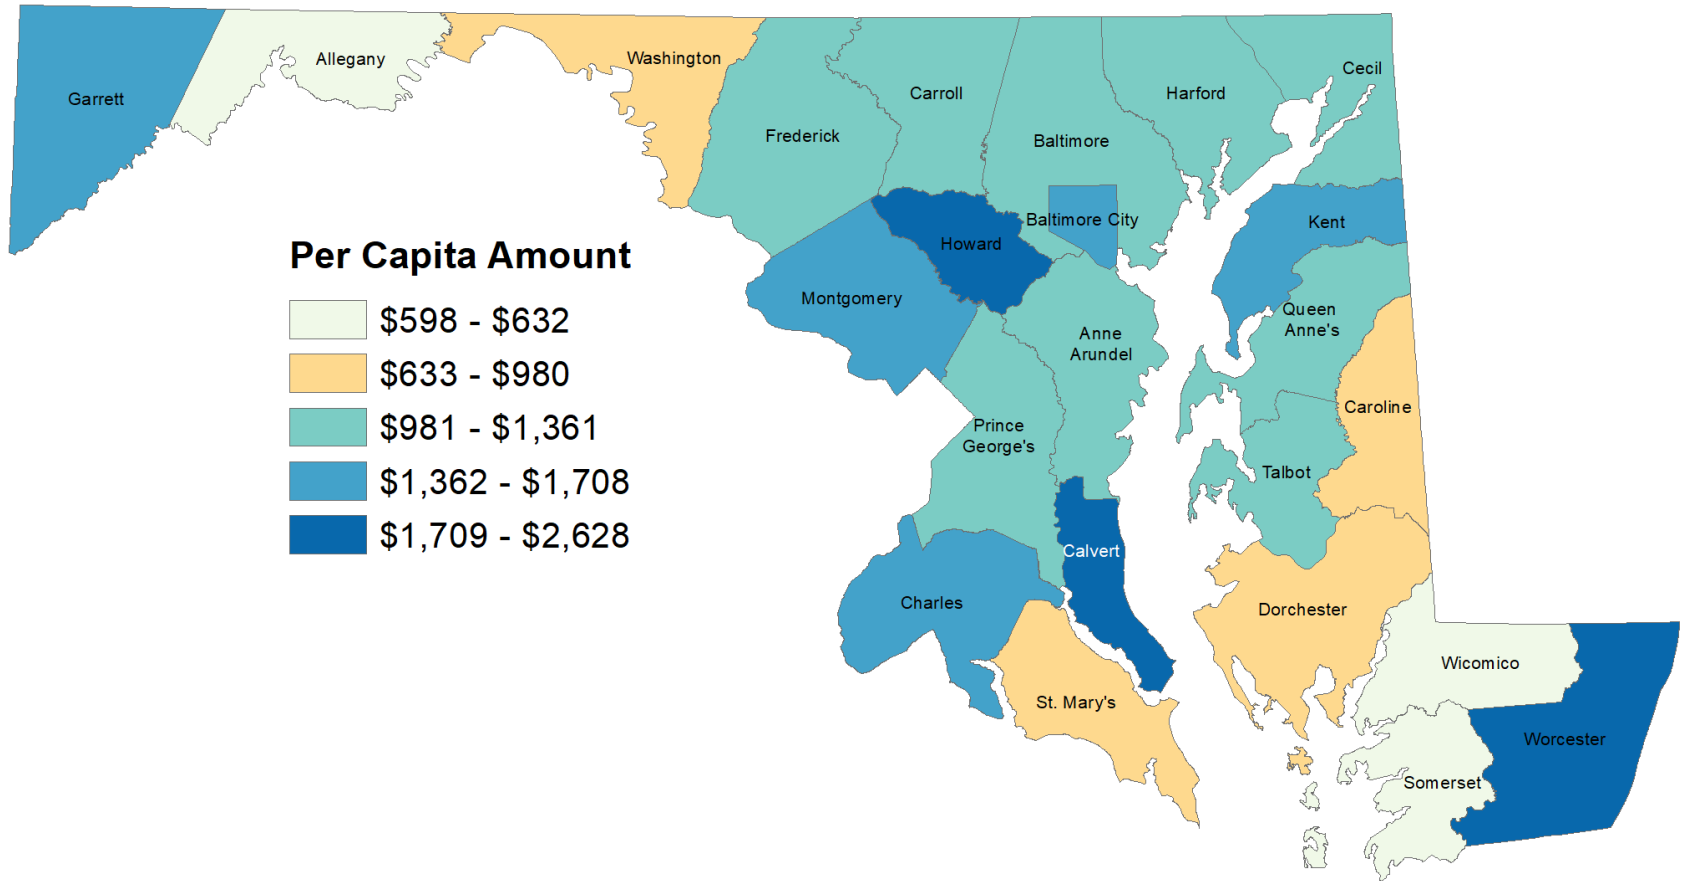 Allegany
Washington
Cecil
Garrett
Carroll
Harford
Frederick
Baltimore
Baltimore City
Kent
Howard
Montgomery
Queen
Anne's
Anne
Arundel
Caroline
Prince
George's
Talbot
Calvert
Charles
Dorchester
Wicomico
St. Mary's
Worcester
Somerset
Per Capita Amount
$598 - $632
$633 - $980
$981 - $1,361
$1,362 - $1,708
$1,709 - $2,628